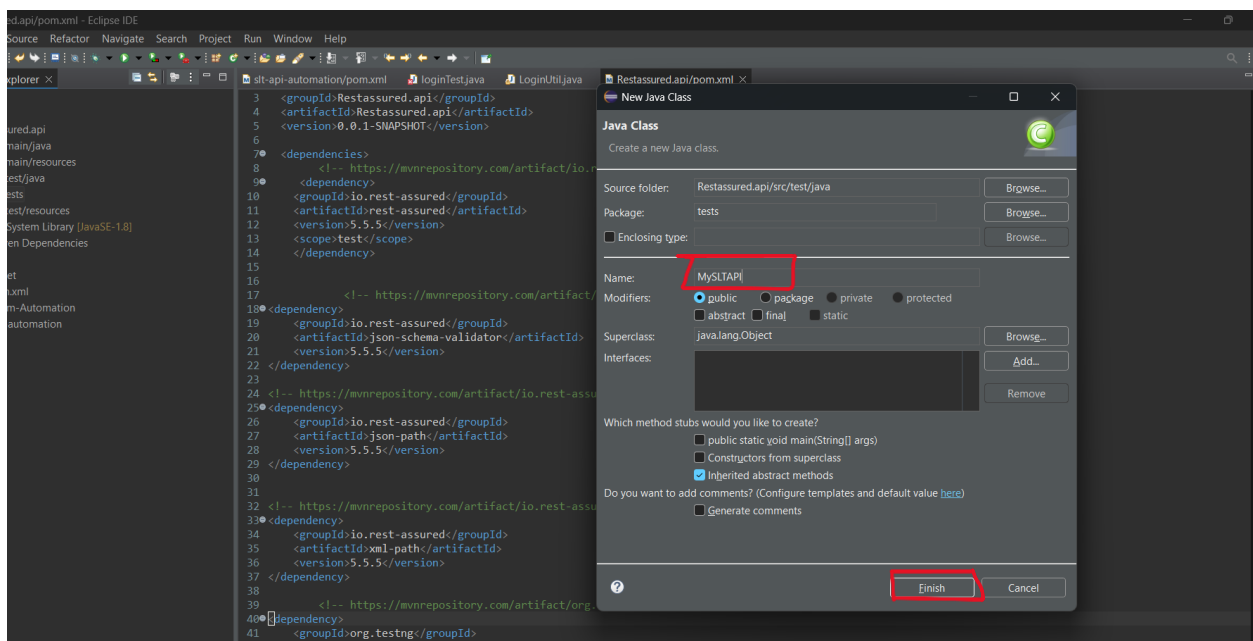 ed.api/pom.xml - Eclipse IDE
Source Refactor Navigate Search Project Run Window Help
xplorer
slt-api-automation/pom.xml loginTest.java LoginUtil.java Restassured.api/pom.xml
ured.api
main/java
main/resources
test/java
ests
est/resources
System Library [JavaSE-1.8]
en Dependencies
et
.xml
m-Automation
automation
3 <groupId>Restassured.api</groupId>
4 <artifactId>Restassured.api</artifactId>
5 <version>0.0.1-SNAPSHOT</version>
6
7 <dependencies>
8 <!-- https://mvnrepository.com/artifact/io.r
9 <dependency>
10 <groupId>io.rest-assured</groupId>
11 <artifactId>rest-assured</artifactId>
12 <version>5.5.5</version>
13 <scope>test</scope>
14 </dependency>
15
16
17 <!-- https://mvnrepository.com/artifact/
18 <dependency>
19 <groupId>io.rest-assured</groupId>
20 <artifactId>json-schema-validator</artifactId>
21 <version>5.5.5</version>
22 </dependency>
23
24 <!-- https://mvnrepository.com/artifact/io.rest-assu
25 <dependency>
26 <groupId>io.rest-assured</groupId>
27 <artifactId>json-path</artifactId>
28 <version>5.5.5</version>
29 </dependency>
30
31
32 <!-- https://mvnrepository.com/artifact/io.rest-assu
33 <dependency>
34 <groupId>io.rest-assured</groupId>
35 <artifactId>xml-path</artifactId>
36 <version>5.5.5</version>
37 </dependency>
38
39 <!-- https://mvnrepository.com/artifact/org.
40 <dependency>
41 <groupId>org.testng</groupId>
New Java Class
Java Class
Create a new Java class.
Source folder: Restassured.api/src/test/java Browse...
Package: tests Browse...
Enclosing type: Browse...
Name: MySLTAPI
Modifiers: public package private protected
abstract final static
Superclass: java.lang.Object Browse...
Interfaces: Add...
Remove
Which method stubs would you like to create?
public static void main(String[] args)
Constructors from superclass
Inherited abstract methods
Do you want to add comments? (Configure templates and default value here)
Generate comments
Finish Cancel